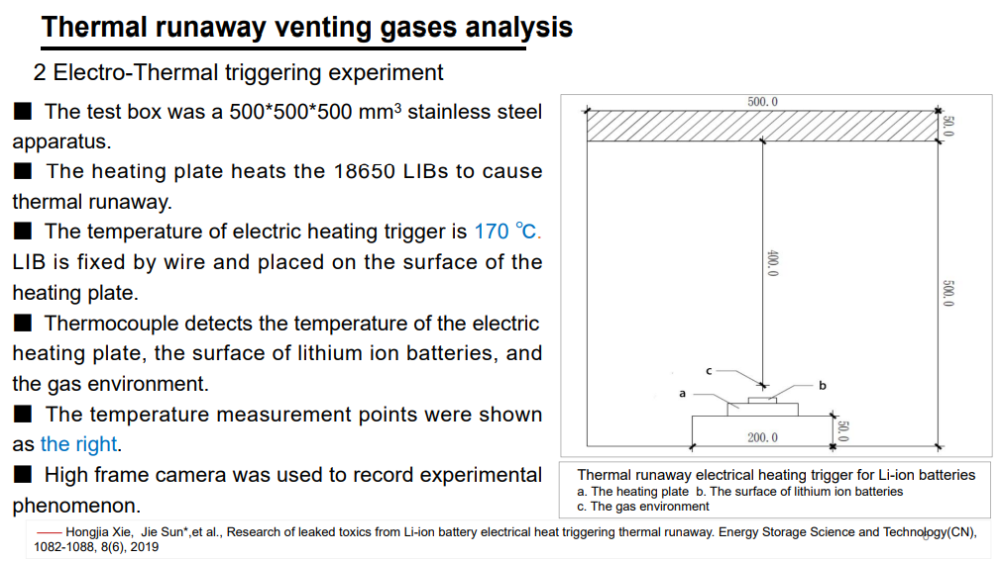 Thermal runaway venting gases analysis
2 Electro-Thermal triggering experiment
■ The test box was a 500*500*500 mm³ stainless steel
apparatus.
■ The heating plate heats the 18650 LIBs to cause
thermal runaway.
■ The temperature of electric heating trigger is 170 ℃.
LIB is fixed by wire and placed on the surface of the
heating plate.
■ Thermocouple detects the temperature of the electric
heating plate, the surface of lithium ion batteries, and
the gas environment.
■ The temperature measurement points were shown
as the right.
■ High frame camera was used to record experimental
phenomenon.
500.0
50.0
400.0
500.0
c
b
a
50.0
200.0
Thermal runaway electrical heating trigger for Li-ion batteries
a. The heating plate b. The surface of lithium ion batteries
c. The gas environment
Hongjia Xie, Jie Sun*,et al., Research of leaked toxics from Li-ion battery electrical heat triggering thermal runaway. Energy Storage Science and Technology(CN),
1082-1088, 8(6), 2019